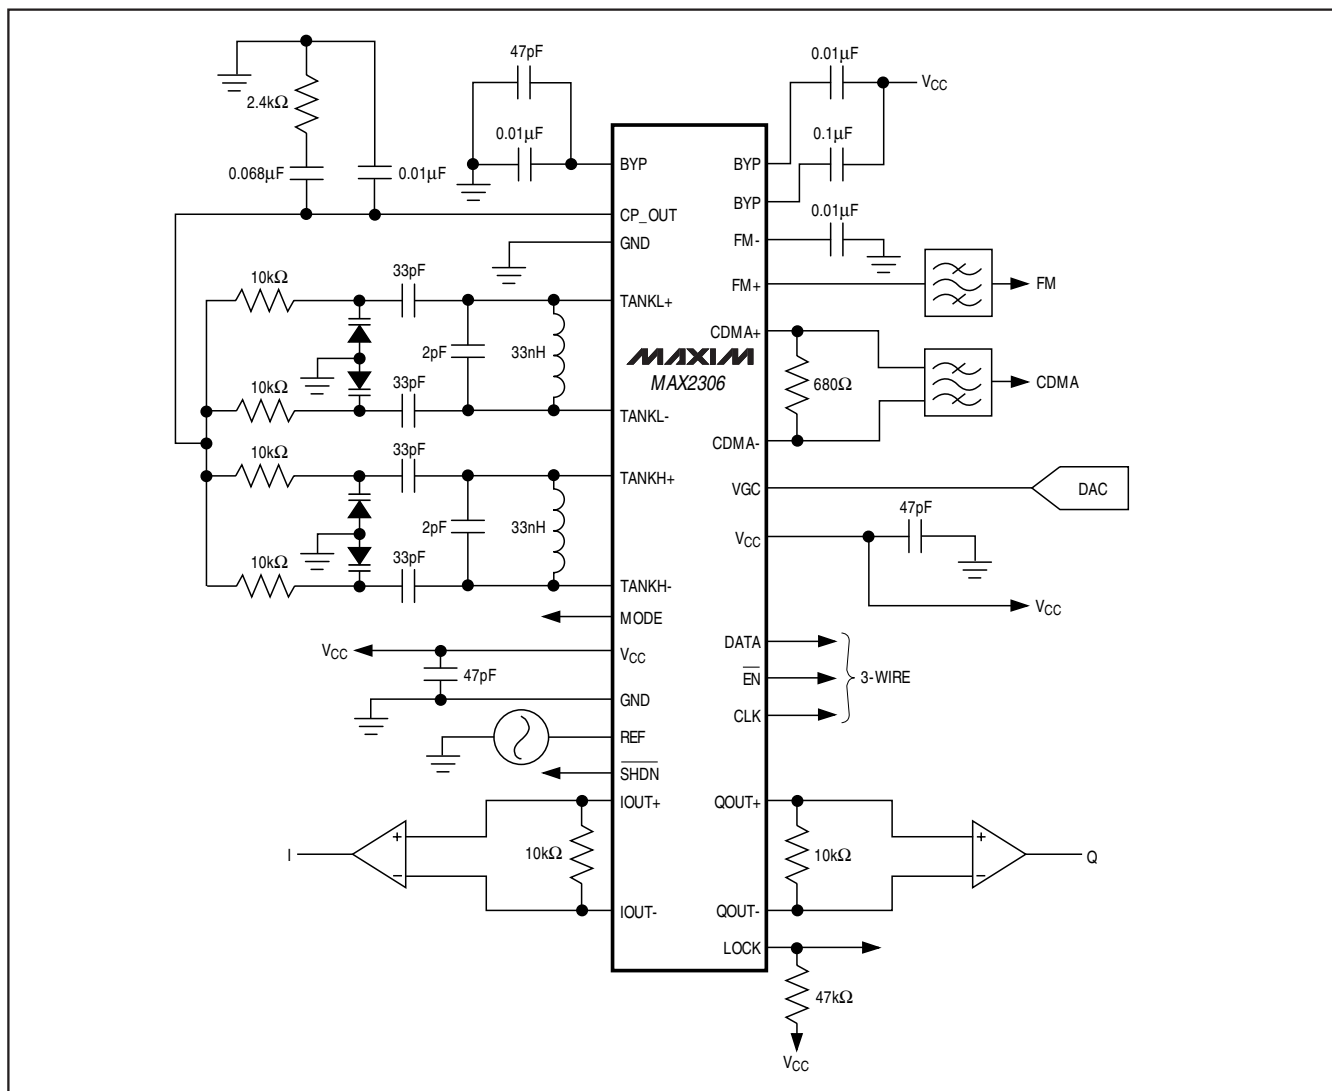 2.4kΩ
0.068µF
0.01µF
47pF
0.01µF
0.01µF
VCC
0.1µF
0.01µF
BYP
CP_OUT
GND
TANKL+
TANKL-
TANKH+
TANKH-
MODE
VCC
GND
REF
SHDN
IOUT+
IOUT-
BYP
BYP
FM-
FM+
CDMA+
CDMA-
VGC
VCC
DATA
EN
CLK
QOUT+
QOUT-
LOCK
MAXIM
MAX2306
10kΩ
33pF
2pF
33nH
10kΩ
33pF
10kΩ
33pF
2pF
33nH
10kΩ
33pF
VCC
47pF
10kΩ
I
+
−
FM
680Ω
CDMA
DAC
47pF
VCC
3-WIRE
10kΩ
+
−
Q
47kΩ
VCC